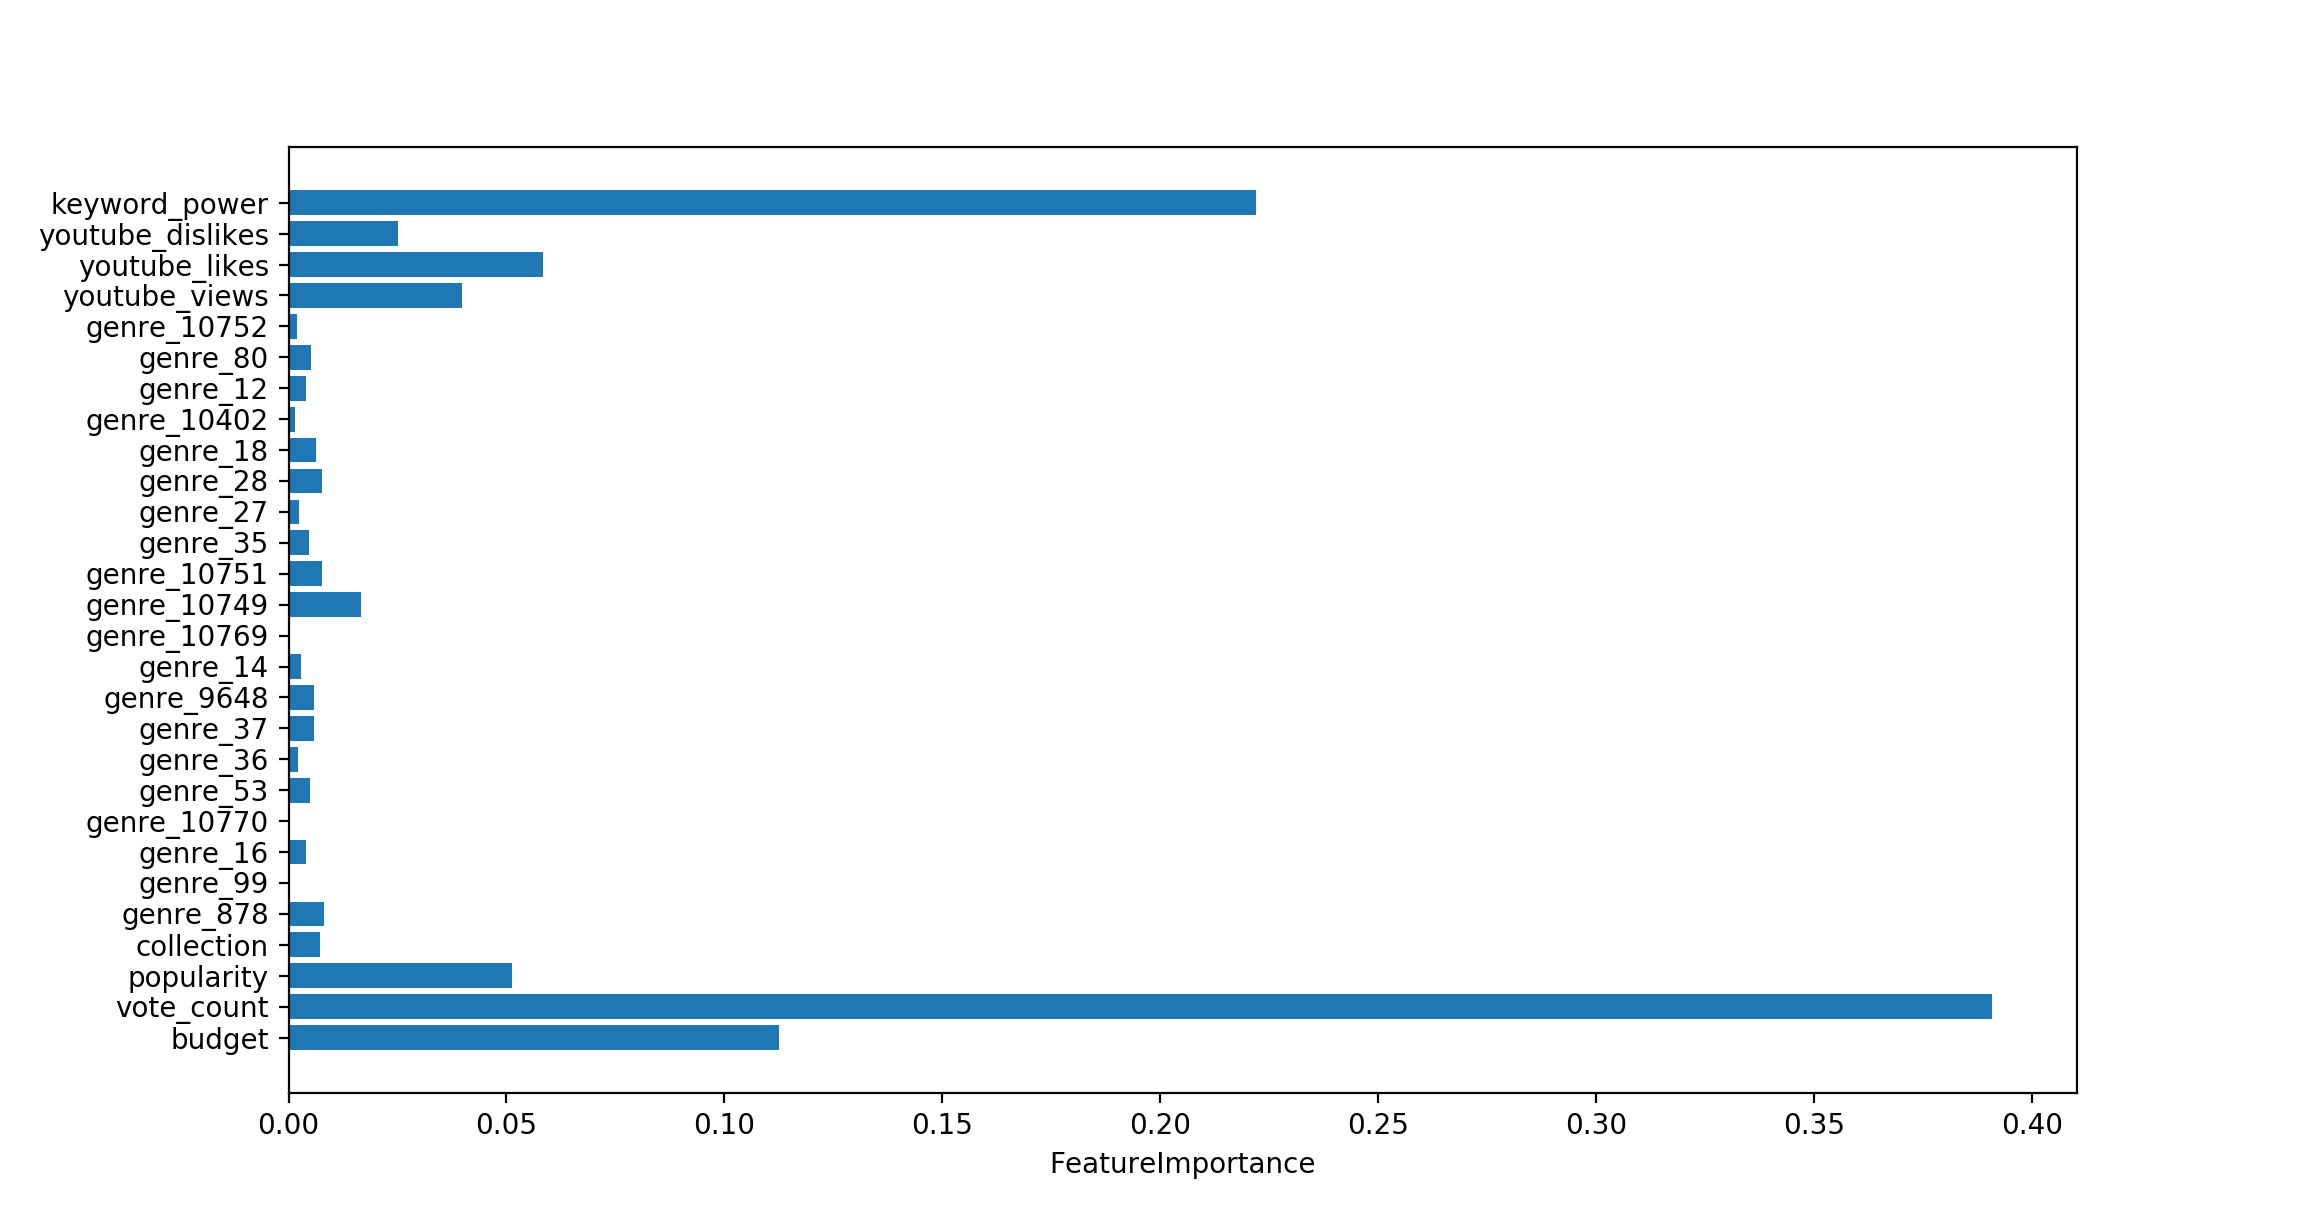 keyword_power
youtube_dislikes
youtube_likes
youtube_views
genre_10752
genre_80
genre_12
genre_10402
genre_18
genre_28
genre_27
genre_35
genre_10751
genre_10749
genre_10769
genre_14
genre_9648
genre_37
genre_36
genre_53
genre_10770
genre_16
genre_99
genre_878
collection
popularity
vote_count
budget
0.00 0.05 0.10 0.15 0.20 0.25 0.30 0.35 0.40
FeatureImportance